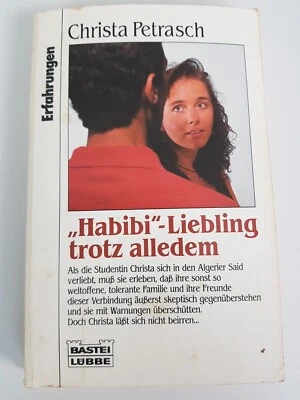 Christa Petrasch
Erfahrungen
„Habibi“-Liebling
trotz alledem
Als die Studentin Christa sich in den Algerier Said
verliebt, muß sie erleben, daß ihre sonst so
weltoffene, tolerante Familie und ihre Freunde
dieser Verbindung äußerst skeptisch gegenüberstehen
und sie mit Warnungen überschütten.
Doch Christa läßt sich nicht beirren...
BASTEI
LÜBBE